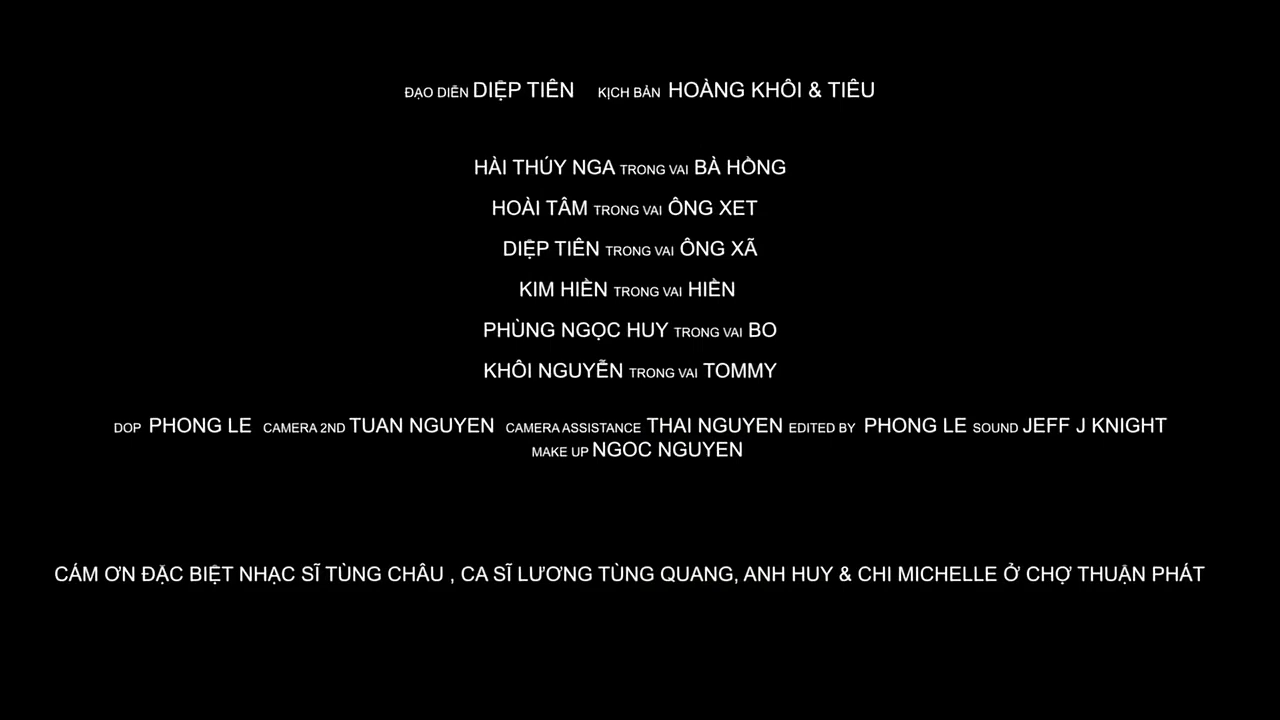 ĐẠO DIỄN DIỆP TIÊN KỊCH BẢN HOÀNG KHÔI & TIÊU
HÀI THÚY NGA TRONG VAI BÀ HỒNG
HOÀI TÂM TRONG VAI ÔNG XET
DIỆP TIÊN TRONG VAI ÔNG XÃ
KIM HIỀN TRONG VAI HIỀN
PHÙNG NGỌC HUY TRONG VAI BO
KHÔI NGUYỄN TRONG VAI TOMMY
DOP PHONG LE CAMERA 2ND TUAN NGUYEN CAMERA ASSISTANCE THAI NGUYEN EDITED BY PHONG LE SOUND JEFF J KNIGHT
MAKE UP NGOC NGUYEN
CÁM ƠN ĐẶC BIỆT NHẠC SĨ TÙNG CHÂU , CA SĨ LƯƠNG TÙNG QUANG, ANH HUY & CHI MICHELLE Ở CHỢ THUẬN PHÁT